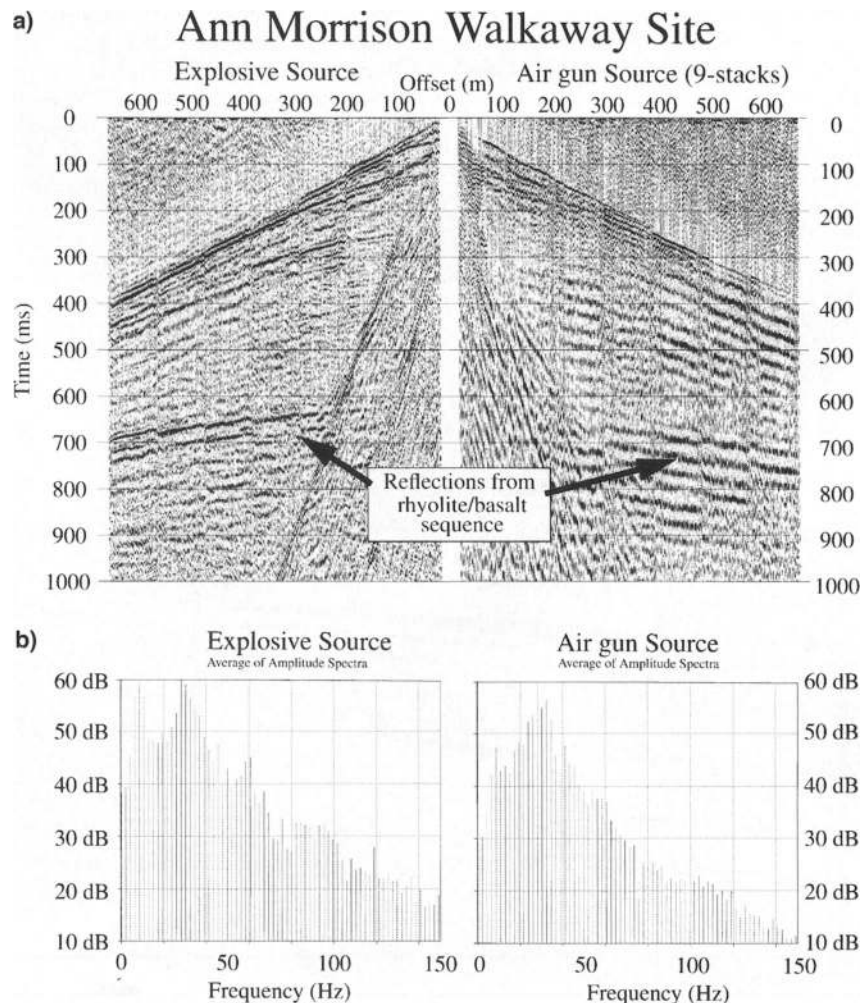 a)
Ann Morrison Walkaway Site
Explosive Source
Offset (m)
Air gun Source (9-stacks)
600 500 400 300 200 100 0 100 200 300 400 500 600
0 0
100 100
200 200
300 300
400 400
500 500
600 600
700 700
800 800
900 900
1000 1000
Time (ms)
Reflections from
rhyolite/basalt
sequence
b)
Explosive Source
Average of Amplitude Spectra
60 dB
50 dB
40 dB
30 dB
20 dB
10 dB
0 50 100 150
Frequency (Hz)
Air gun Source
Average of Amplitude Spectra
60 dB
50 dB
40 dB
30 dB
20 dB
10 dB
0 50 100 150
Frequency (Hz)